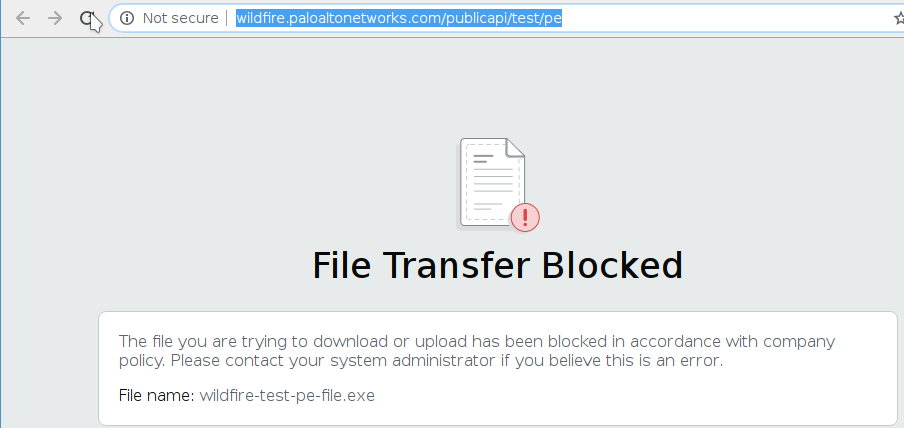 Not secure | wildfire.paloaltonetworks.com/publicapi/test/pe
File Transfer Blocked
The file you are trying to download or upload has been blocked in accordance with company
policy. Please contact your system administrator if you believe this is an error.
File name: wildfire-test-pe-file.exe